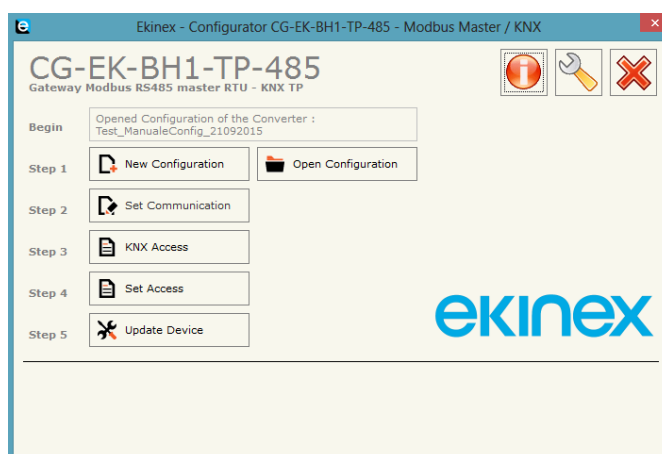 Ekinex - Configurator CG-EK-BH1-TP-485 - Modbus Master / KNX
CG-EK-BH1-TP-485
Gateway Modbus RS485 master RTU - KNX TP
Begin
Opened Configuration of the Converter :
Test_ManualeConfig_21092015
Step 1
New Configuration
Open Configuration
Step 2
Set Communication
Step 3
KNX Access
Step 4
Set Access
Step 5
Update Device
ekinex